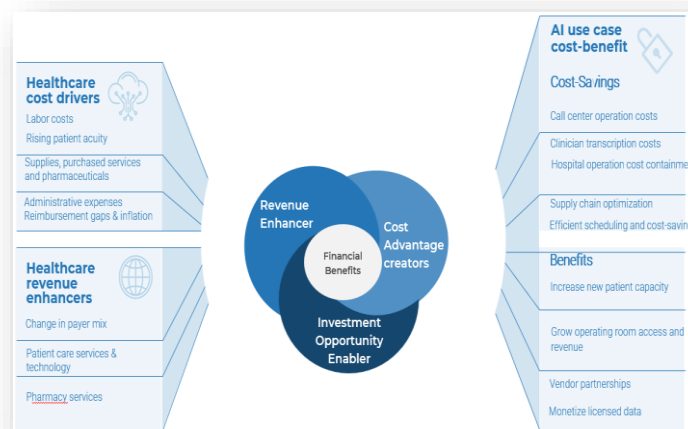 Healthcare
cost drivers
Labor costs
Rising patient acuity
Supplies, purchased services
and pharmaceuticals
Administrative expenses
Reimbursement gaps & inflation
Healthcare
revenue
enhancers
Change in payer mix
Patient care services &
technology
Pharmacy services
Revenue
Enhancer
Cost
Advantage
creators
Financial
Benefits
Investment
Opportunity
Enabler
AI use case
cost-benefit
Cost-Savings
Call center operation costs
Clinician transcription costs
Hospital operation cost containme
Supply chain optimization
Efficient scheduling and cost-savin
Benefits
Increase new patient capacity
Grow operating room access and
revenue
Vendor partnerships
Monetize licensed data